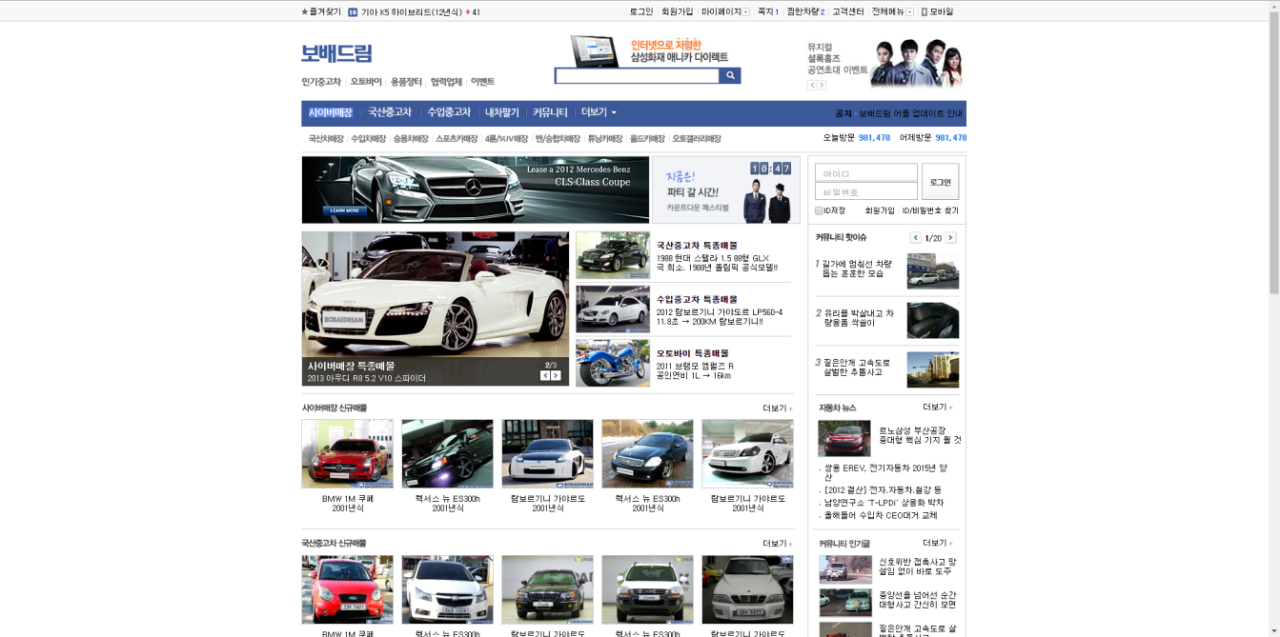 ★즐겨찾기 10 기아 K5 하이브리드(12년식) 41
로그인 회원가입 마이페이지 쪽지 1 찜한차량 2 고객센터 전체메뉴 모바일
보배드림
인터넷으로 저렴한
삼성화재 애니카 다이렉트
뮤지컬
셜록홈즈
공연초대 이벤트
인기중고차 오토바이 용품장터 협력업체 이벤트
사이버매장 국산중고차 수입중고차 내차팔기 커뮤니티 더보기
공지 보배드림 어플 업데이트 안내
국산차매장 수입차매장 승용차매장 스포츠카매장 4륜/SUV매장 밴/승합차매장 튜닝카매장 올드카매장 오토갤러리매장
오늘방문 981,478 어제방문 981,478
Lease a 2012 Mercedes-Benz
CLS-Class Coupe
LEARN MORE
지금은!
10:47
파티 갈 시간!
카운트다운 페스티벌
아이디
비밀번호
로그인
ID저장 회원가입 ID/비밀번호 찾기
BOBAEDREAM
사이버매장 특종매물
2/3
2013 아우디 R8 5.2 V10 스파이더
국산중고차 특종매물
1988 현대 스텔라 1.5 88형 GLX
극 희소. 1988년 올림픽 공식모델!!
수입중고차 특종매물
2012 람보르기니 가야르도 LP560-4
11.8초 → 200KM 람보르기니!!
오토바이 특종매물
2011 브램모 엠펄즈 R
공인연비 1L → 16km
커뮤니티 핫이슈
1/20
1 길가에 멈춰선 차량
돕는 훈훈한 모습
2 유리를 박살내고 차
량용품 싹쓸이
3 짙은안개 고속도로
살벌한 추돌사고
사이버매장 신규매물
더보기
BMW 1M 쿠페
2001년식
렉서스 뉴 ES300h
2001년식
람보르기니 가야르도
2001년식
렉서스 뉴 ES300h
2001년식
람보르기니 가야르도
2001년식
자동차 뉴스
더보기
르노삼성 부산공장
중대형 핵심 기지 될 것
쌍용 EREV, 전기자동차 2015년 양
산
[2012 결산] 전자.자동차.철강 등
남양연구소 'T-LPDi' 상용화 박차
올해들어 수입차 CEO대거 교체
국산중고차 신규매물
더보기
BMW 1M 쿠페
렉서스 뉴 ES300h
람보르기니 가야르도
렉서스 뉴 ES300h
람보르기니 가야르도
커뮤니티 인기글
더보기
신호위반 접촉사고 망
설임 없이 바로 도주
중앙선을 넘어선 순간
대형사고 간신히 모면
짙은안개 고속도로 살
벌한 추돌사고